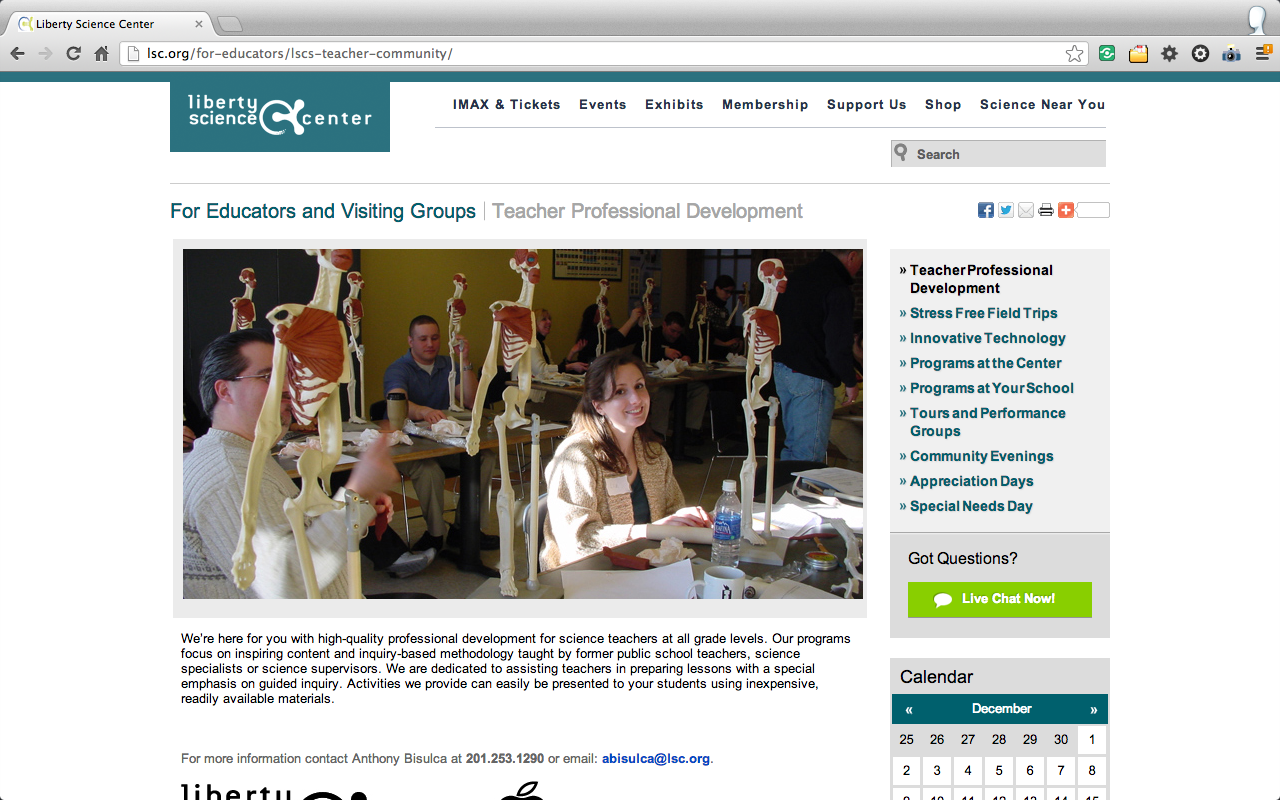 Liberty Science Center
lsc.org/for-educators/lscs-teacher-community/
liberty
science center
IMAX & Tickets Events Exhibits Membership Support Us Shop Science Near You
Search
For Educators and Visiting Groups | Teacher Professional Development
» Teacher Professional
Development
» Stress Free Field Trips
» Innovative Technology
» Programs at the Center
» Programs at Your School
» Tours and Performance
Groups
» Community Evenings
» Appreciation Days
» Special Needs Day
Got Questions?
Live Chat Now!
We're here for you with high-quality professional development for science teachers at all grade levels. Our programs
focus on inspiring content and inquiry-based methodology taught by former public school teachers, science
specialists or science supervisors. We are dedicated to assisting teachers in preparing lessons with a special
emphasis on guided inquiry. Activities we provide can easily be presented to your students using inexpensive,
readily available materials.
For more information contact Anthony Bisulca at 201.253.1290 or email: abisulca@lsc.org.
liberty
Calendar
« December »
25 26 27 28 29 30 1
2 3 4 5 6 7 8
9 10 11 12 13 14 15